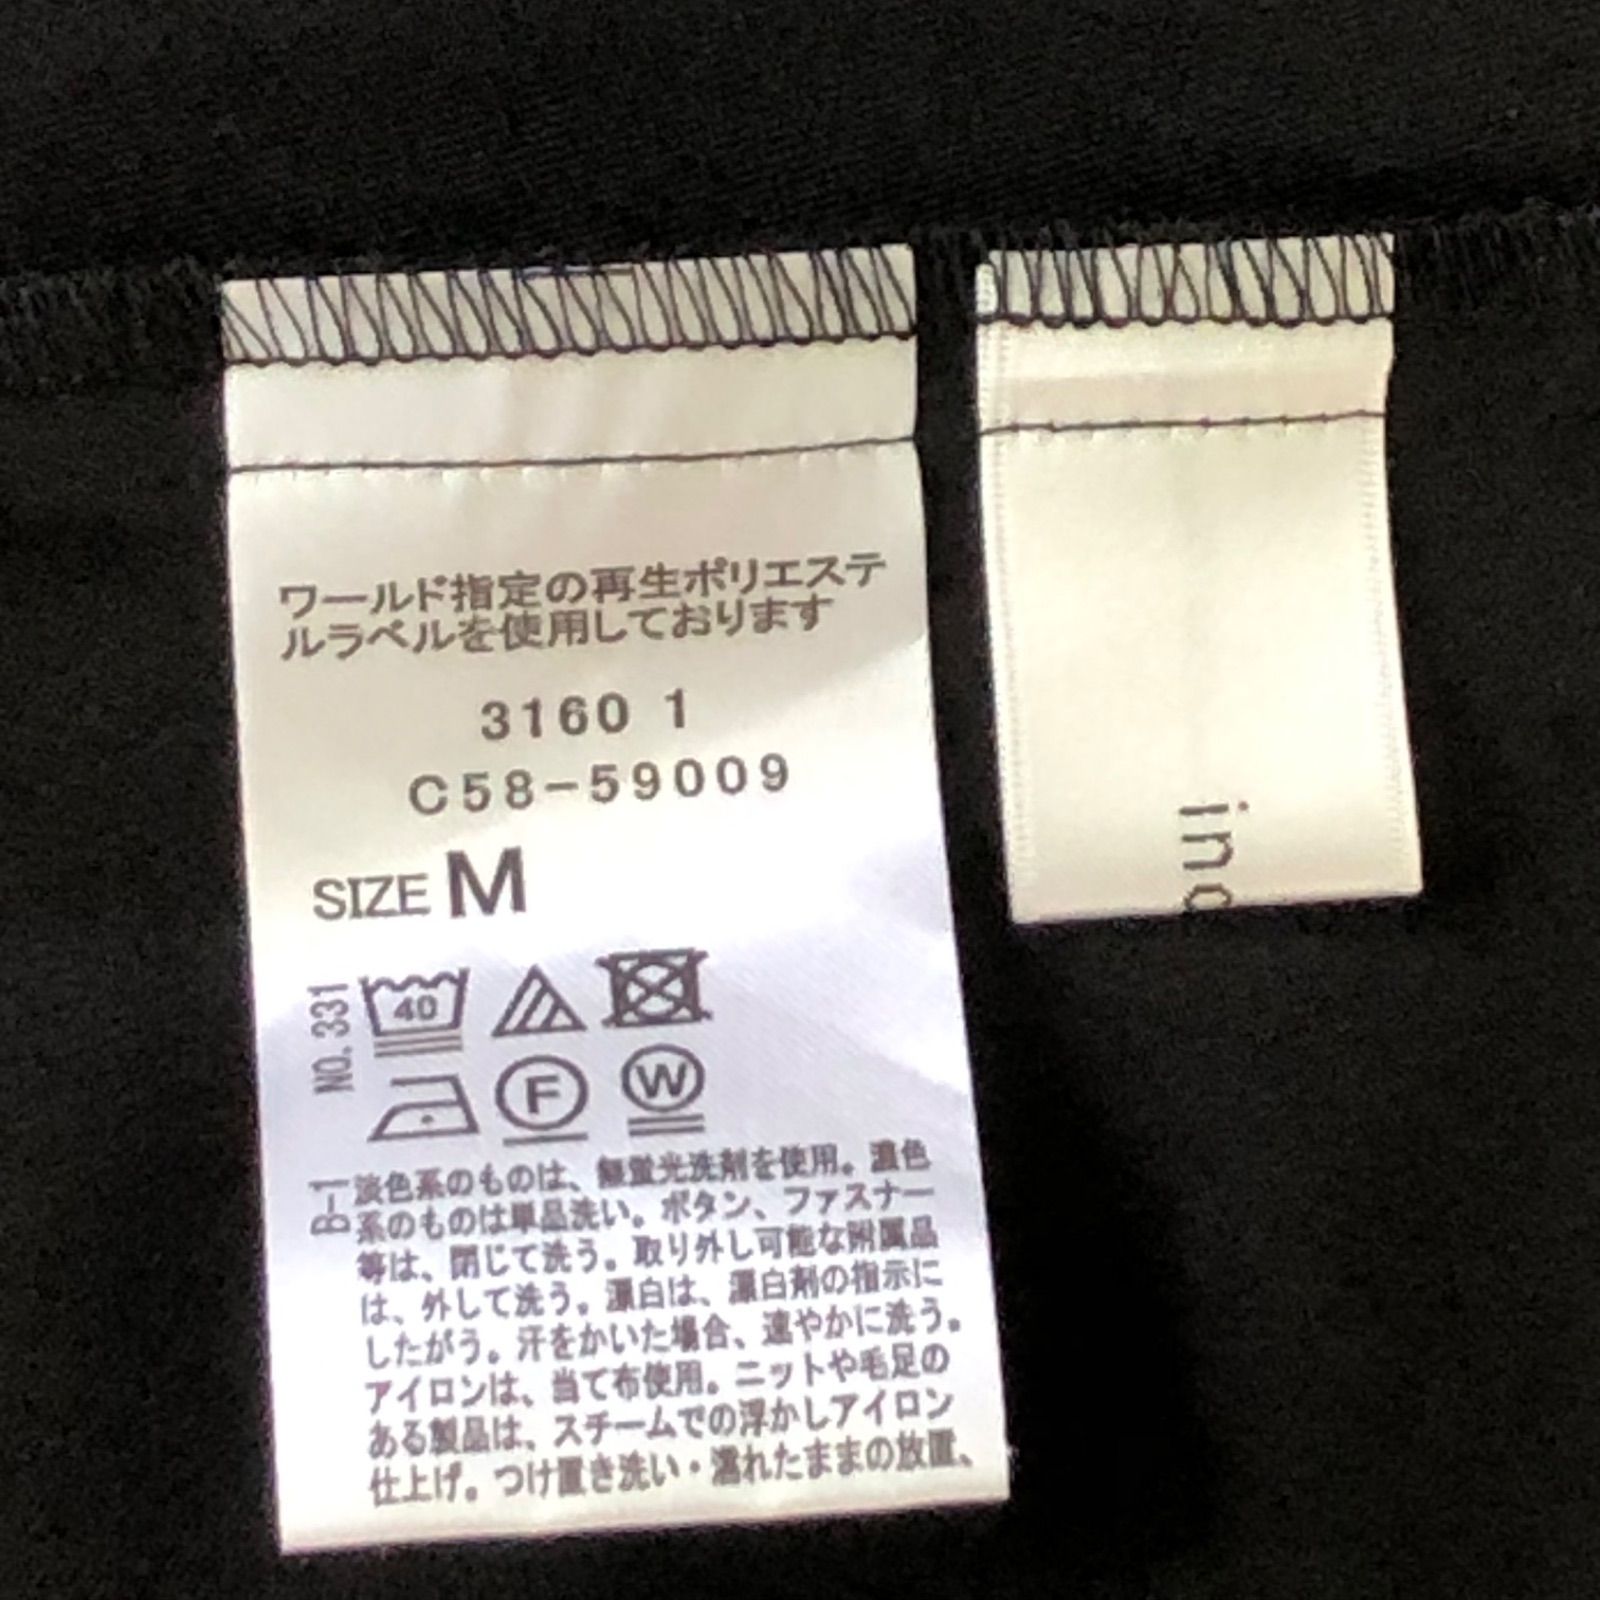 ワールド指定の再生ポリエステ
ルラベルを使用しております
3160 1
C58-59009
SIZE M
NO.331
40
F
W
B-1
淡色系のものは、無蛍光洗剤を使用。濃色
系のものは単品洗い。ボタン、ファスナー
等は、閉じて洗う。取り外し可能な附属品
は、外して洗う。漂白は、漂白剤の指示に
したがう。汗をかいた場合、速やかに洗う。
アイロンは、当て布使用。ニットや毛足の
ある製品は、スチームでの浮かしアイロン
仕上げ。つけ置き洗い・濡れたままの放置、
in